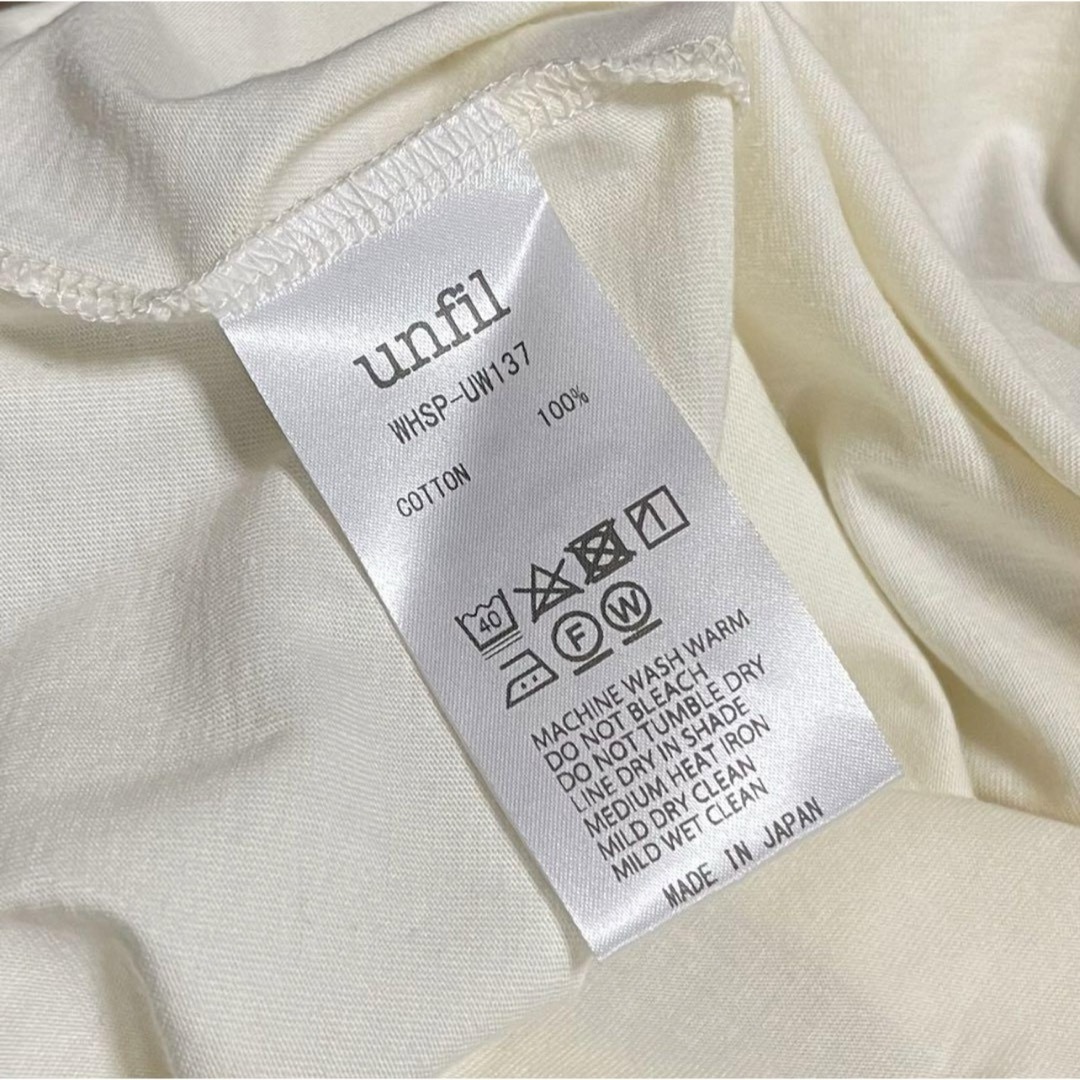 unfil
WHSP-UW137
COTTON 100%
40
F W
MACHINE WASH WARM
DO NOT BLEACH
DO NOT TUMBLE DRY
LINE DRY IN SHADE
MEDIUM HEAT IRON
MILD DRY CLEAN
MILD WET CLEAN
MADE IN JAPAN